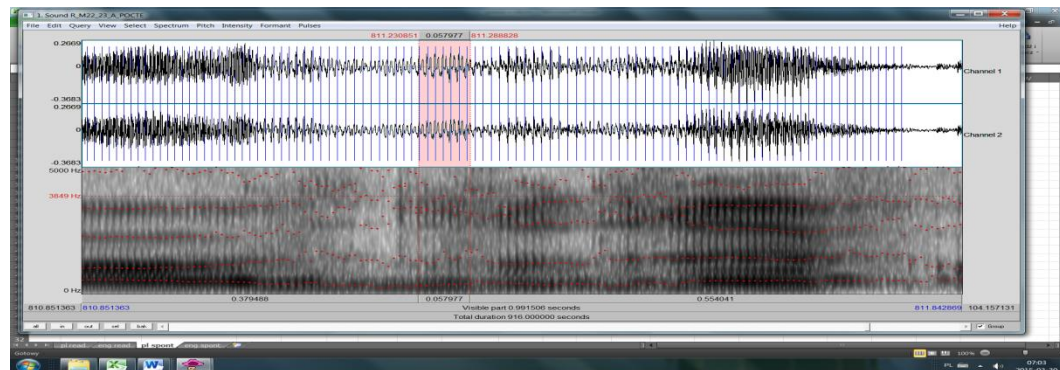 1. Sound R_M22_23_A_POCTE
File Edit Query View Select Spectrum Pitch Intensity Formant Pulses Help
811.230851 0.057977 811.288828
0.2669
0
-0.3683
Channel 1
0.2669
0
-0.3683
Channel 2
5000 Hz
3849 Hz
0 Hz
0.379488 0.057977 0.554041
810.851363 810.851363 Visible part 0.991506 seconds 811.842869 104.157131
Total duration 916.000000 seconds
all in out sel bak Group
32
pl read eng read pl spont eng spont
Gotowy 100%
PL 07:03